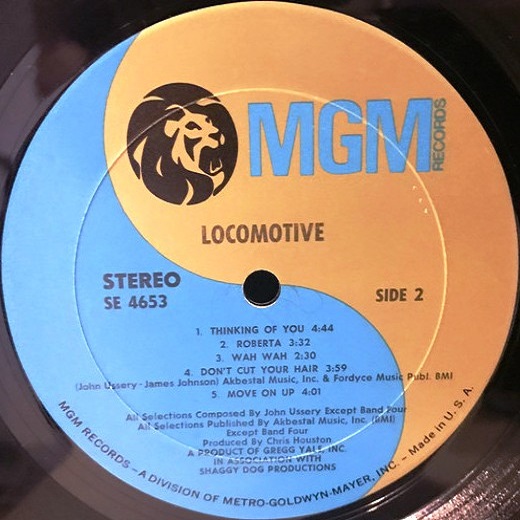 MGM
RECORDS
LOCOMOTIVE
STEREO
SE 4653
SIDE 2
1. THINKING OF YOU 4:44
2. ROBERTA 3:32
3. WAH WAH 2:30
4. DON'T CUT YOUR HAIR 3:59
(John Ussery-James Johnson) Akbestal Music, Inc. & Fordyce Music Publ. BMI
5. MOVE ON UP 4:01
All Selections Composed By John Ussery Except Band Four
All Selections Published By Akbestal Music, Inc. (BMI)
Except Band Four
Produced By Chris Houston
A PRODUCT OF GREGG YALE, INC.
IN ASSOCIATION WITH
SHAGGY DOG PRODUCTIONS
MGM RECORDS – A DIVISION OF METRO-GOLDWYN-MAYER, INC. – Made in U. S. A.